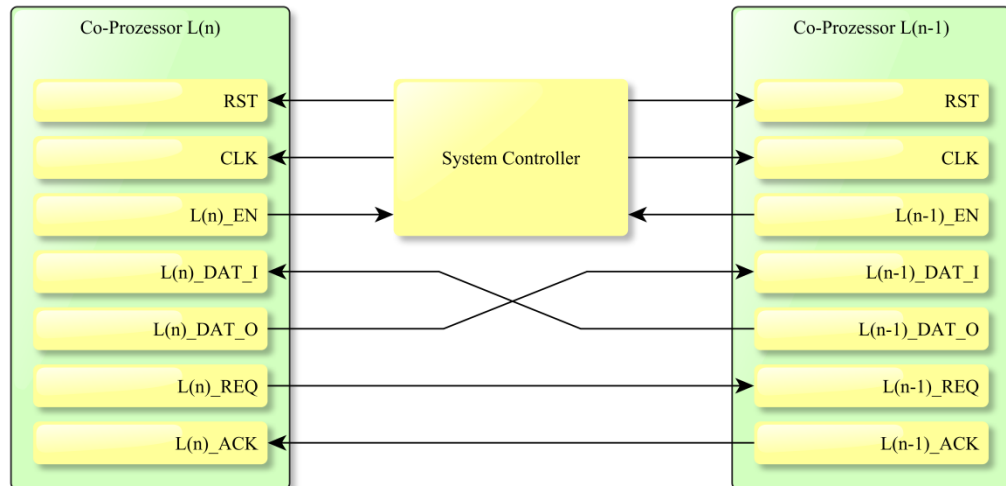 Co-Prozessor L(n)
RST
CLK
L(n)_EN
L(n)_DAT_I
L(n)_DAT_O
L(n)_REQ
L(n)_ACK
System Controller
Co-Prozessor L(n-1)
RST
CLK
L(n-1)_EN
L(n-1)_DAT_I
L(n-1)_DAT_O
L(n-1)_REQ
L(n-1)_ACK